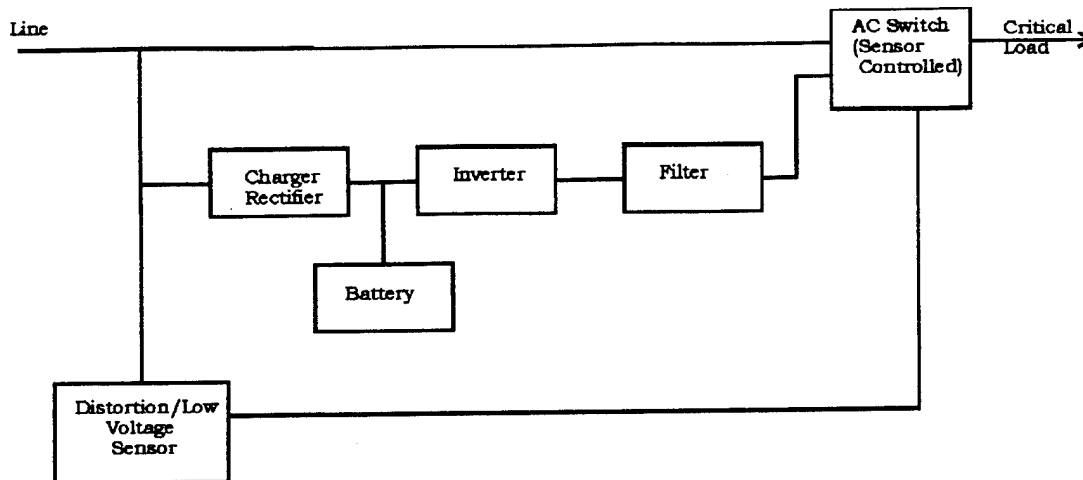 Line
AC Switch
(Sensor
Controlled)
Critical
Load
Charger
Rectifier
Inverter
Filter
Battery
Distortion/Low
Voltage
Sensor